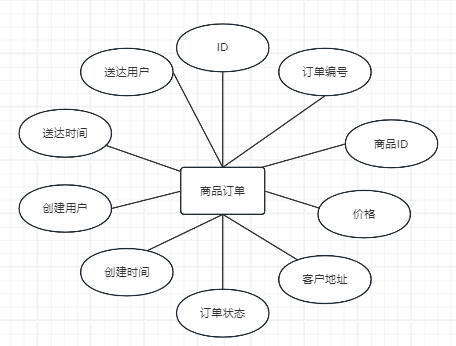 ID
送达用户
订单编号
送达时间
商品ID
商品订单
创建用户
价格
创建时间
客户地址
订单状态